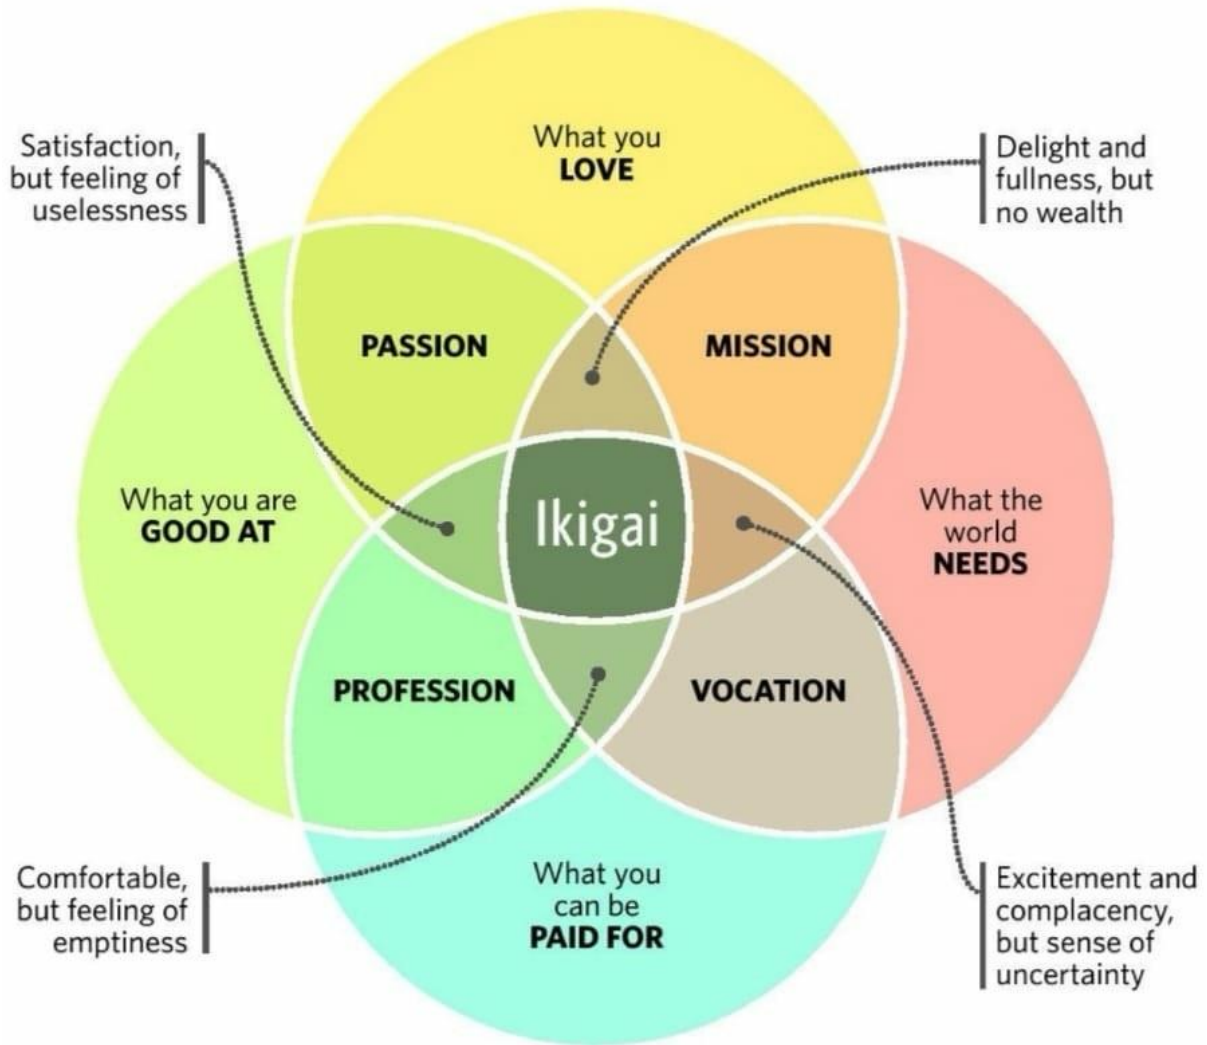 What you
LOVE
Satisfaction,
but feeling of
uselessness
Delight and
fullness, but
no wealth
PASSION
MISSION
What you are
GOOD AT
Ikigai
What the
world
NEEDS
PROFESSION
VOCATION
Comfortable,
but feeling of
emptiness
What you
can be
PAID FOR
Excitement and
complacency,
but sense of
uncertainty